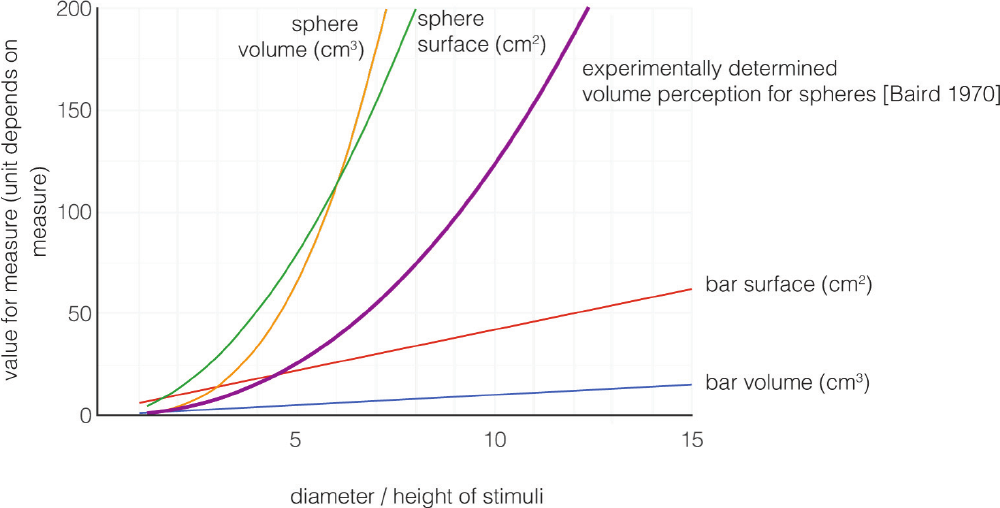 value for measure (unit depends on
measure)
200
150
100
50
0
sphere
volume (cm³)
sphere
surface (cm²)
experimentally determined
volume perception for spheres [Baird 1970]
bar surface (cm²)
bar volume (cm³)
5
10
15
diameter / height of stimuli